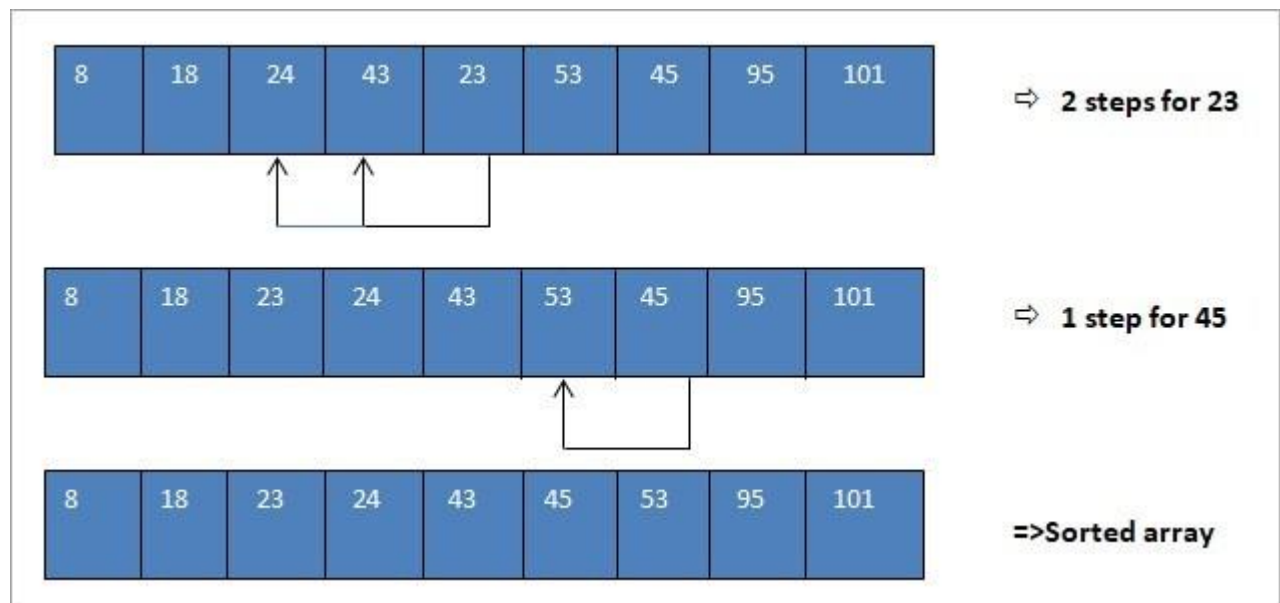 8 18 24 43 23 53 45 95 101
⇨ 2 steps for 23
8 18 23 24 43 53 45 95 101
⇨ 1 step for 45
8 18 23 24 43 45 53 95 101
=>Sorted array